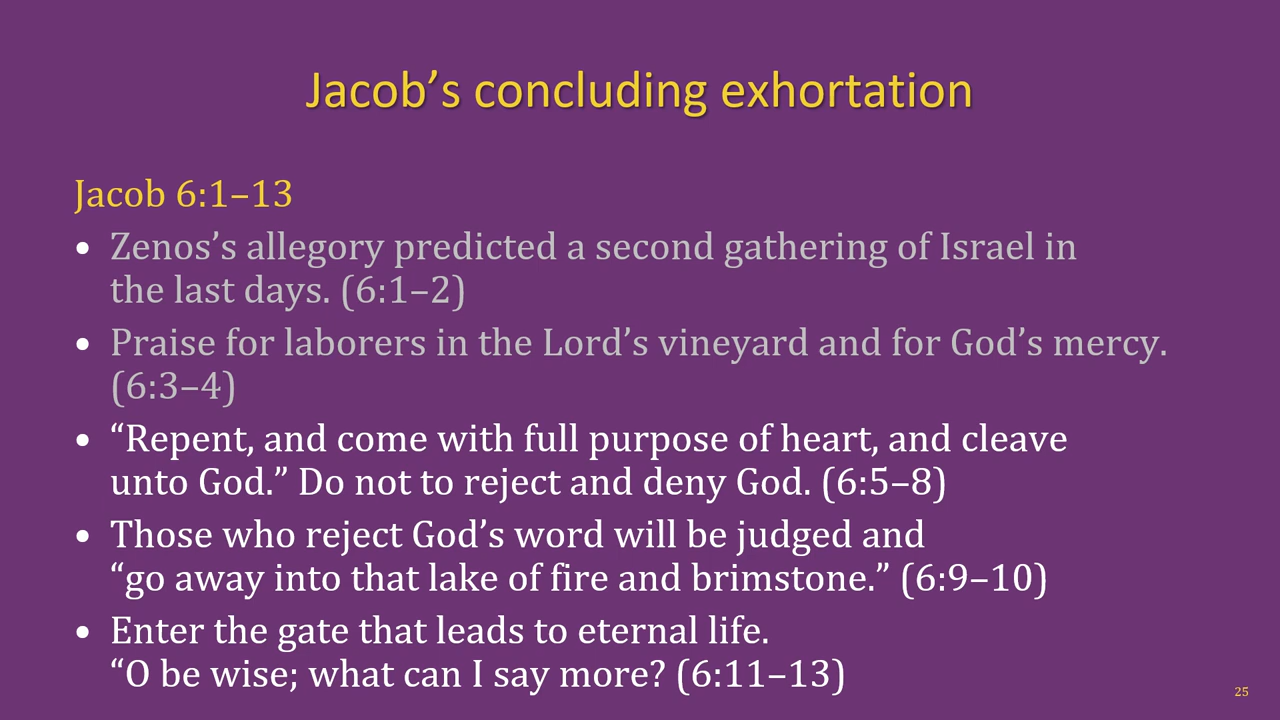 Jacob’s concluding exhortation
Jacob 6:1–13
• Zenos’s allegory predicted a second gathering of Israel in
the last days. (6:1–2)
• Praise for laborers in the Lord’s vineyard and for God’s mercy.
(6:3–4)
• “Repent, and come with full purpose of heart, and cleave
unto God.” Do not to reject and deny God. (6:5–8)
• Those who reject God’s word will be judged and
“go away into that lake of fire and brimstone.” (6:9–10)
• Enter the gate that leads to eternal life.
“O be wise; what can I say more? (6:11–13)
25